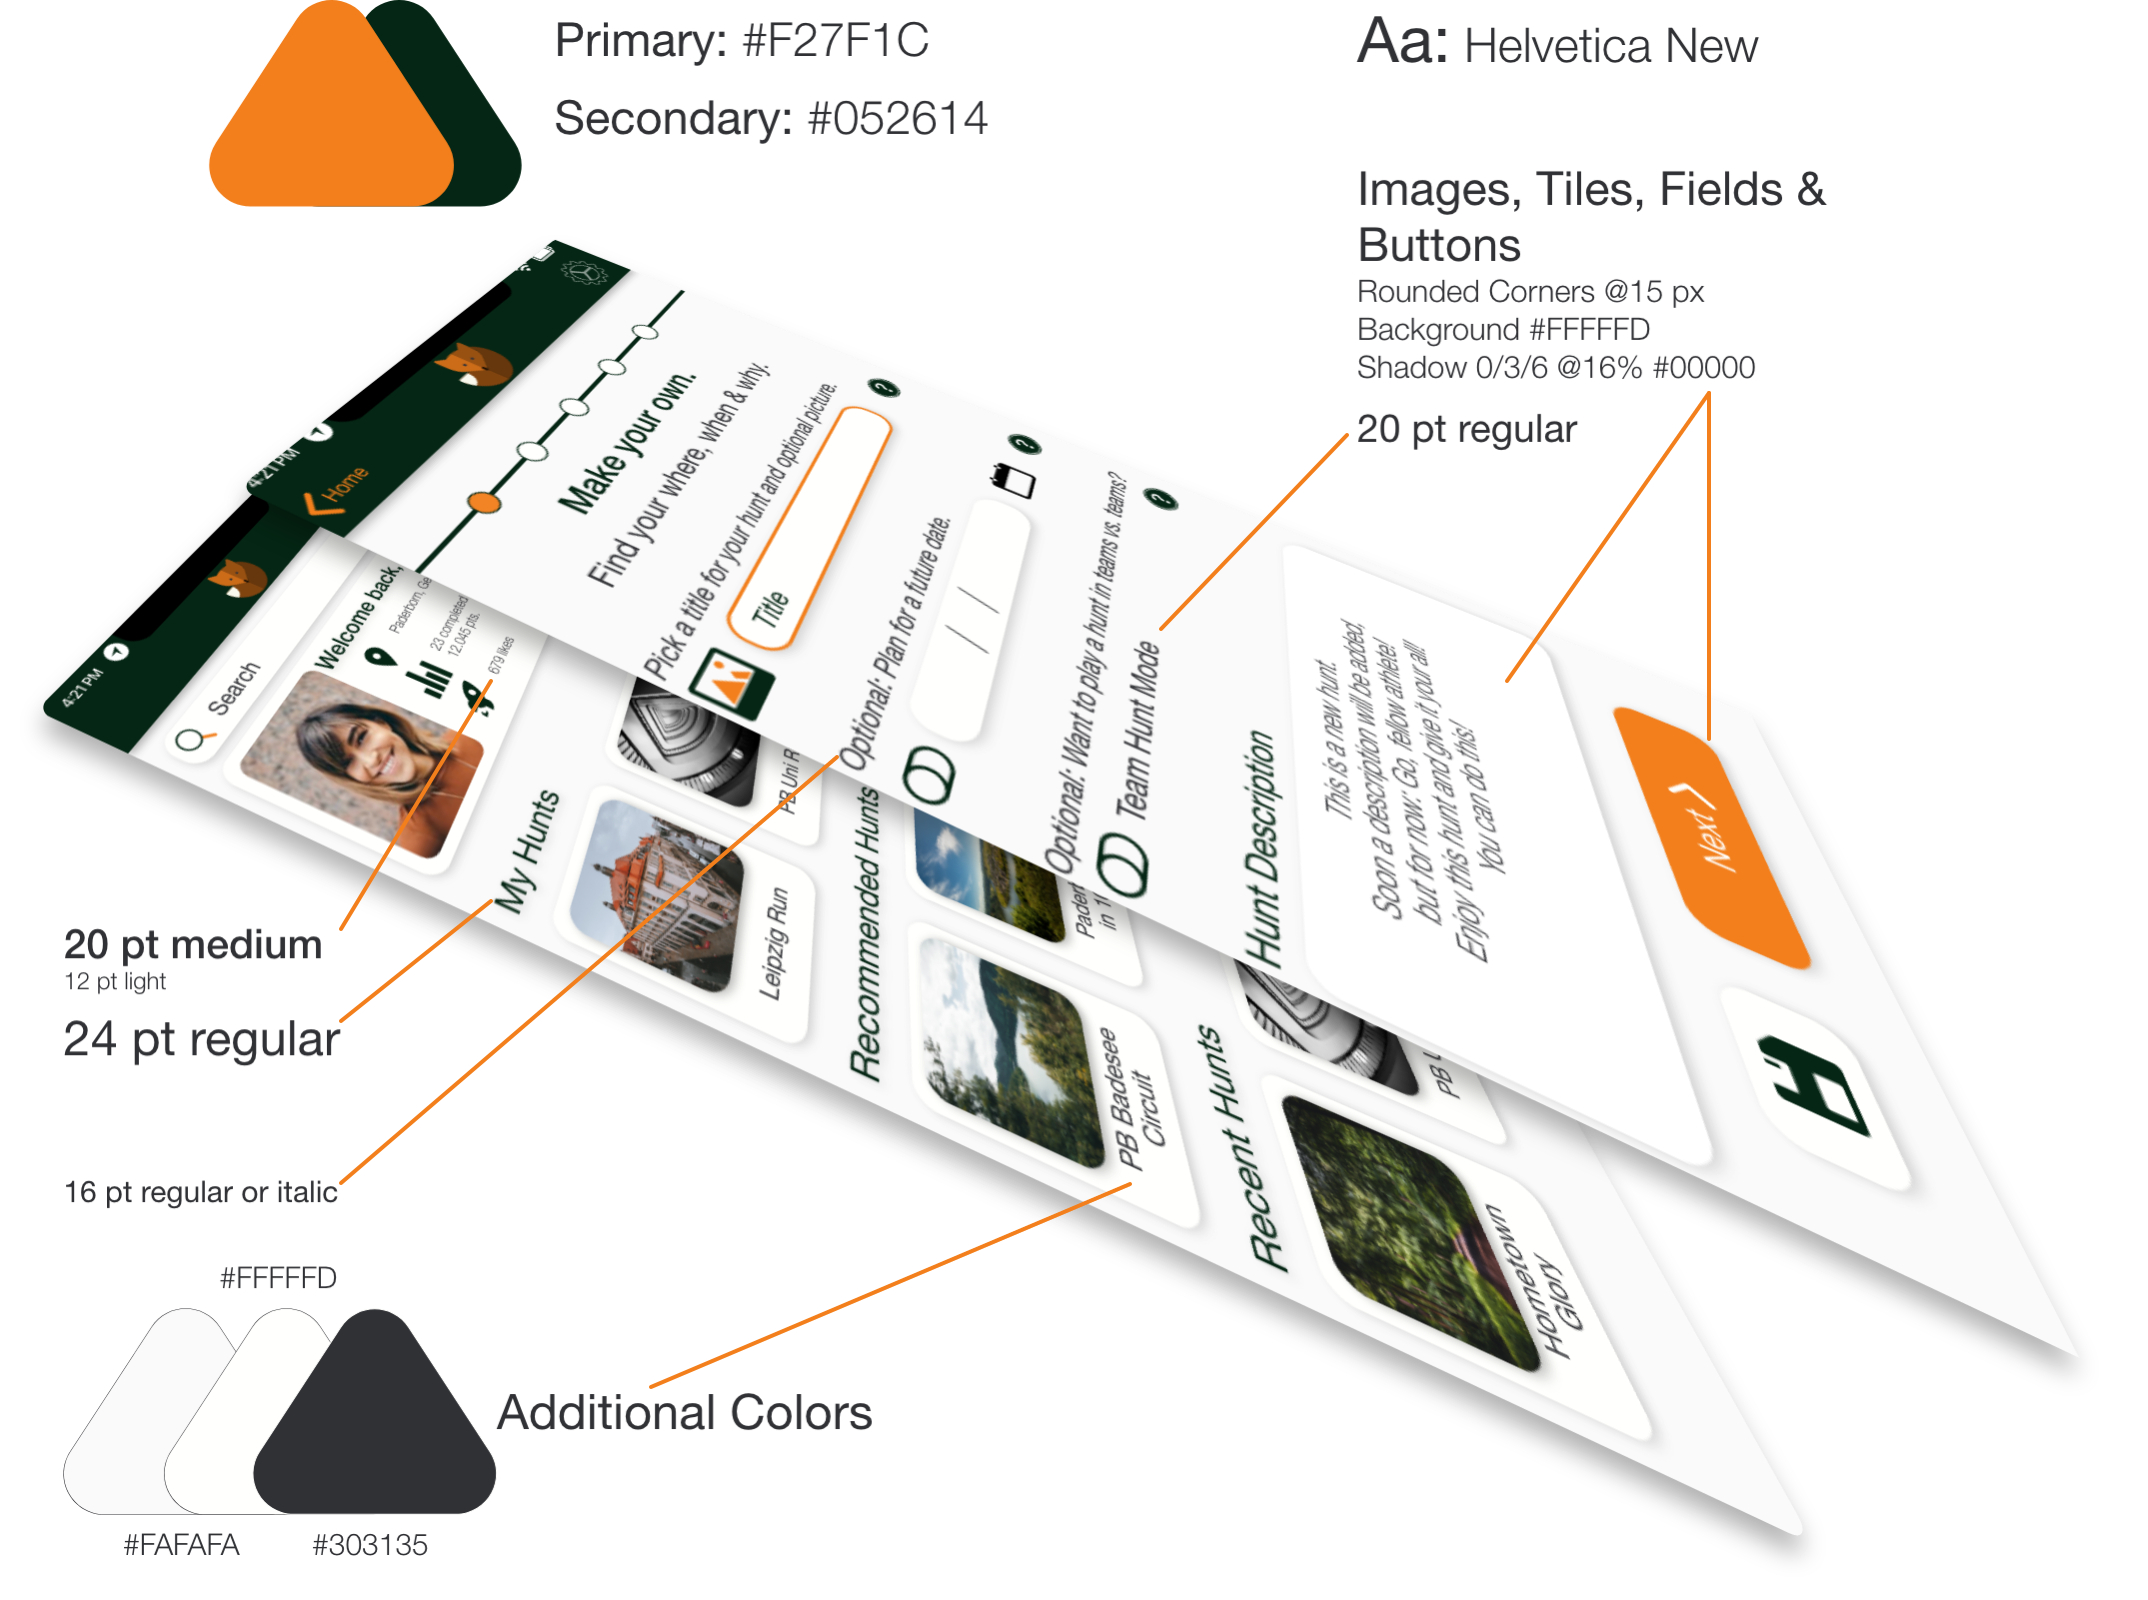 Primary: #F27F1C
Secondary: #052614
Aa: Helvetica New
Images, Tiles, Fields &
Buttons
Rounded Corners @15 px
Background #FFFFFD
Shadow 0/3/6 @16% #00000
20 pt regular
4:21 PM
Home
Make your own.
Find your where, when & why.
Pick a title for your hunt and optional picture.
Title
?
Optional: Plan for a future date.
/ /
?
Optional: Want to play a hunt in teams vs. teams?
Team Hunt Mode
?
Hunt Description
This is a new hunt.
Soon a description will be added,
but for now: Go, fellow athlete!
Enjoy this hunt and give it your all!
You can do this!
Next
4:21 PM
Search
Welcome back,
Paderborn, Ge
23 completed
12.045 pts.
679 likes
My Hunts
Leipzig Run
PB Uni R
Recommended Hunts
PB Badesee
Circuit
Pader
in 1
Recent Hunts
Hometown
Glory
PB
20 pt medium
12 pt light
24 pt regular
16 pt regular or italic
#FFFFFD
Additional Colors
#FAFAFA
#303135